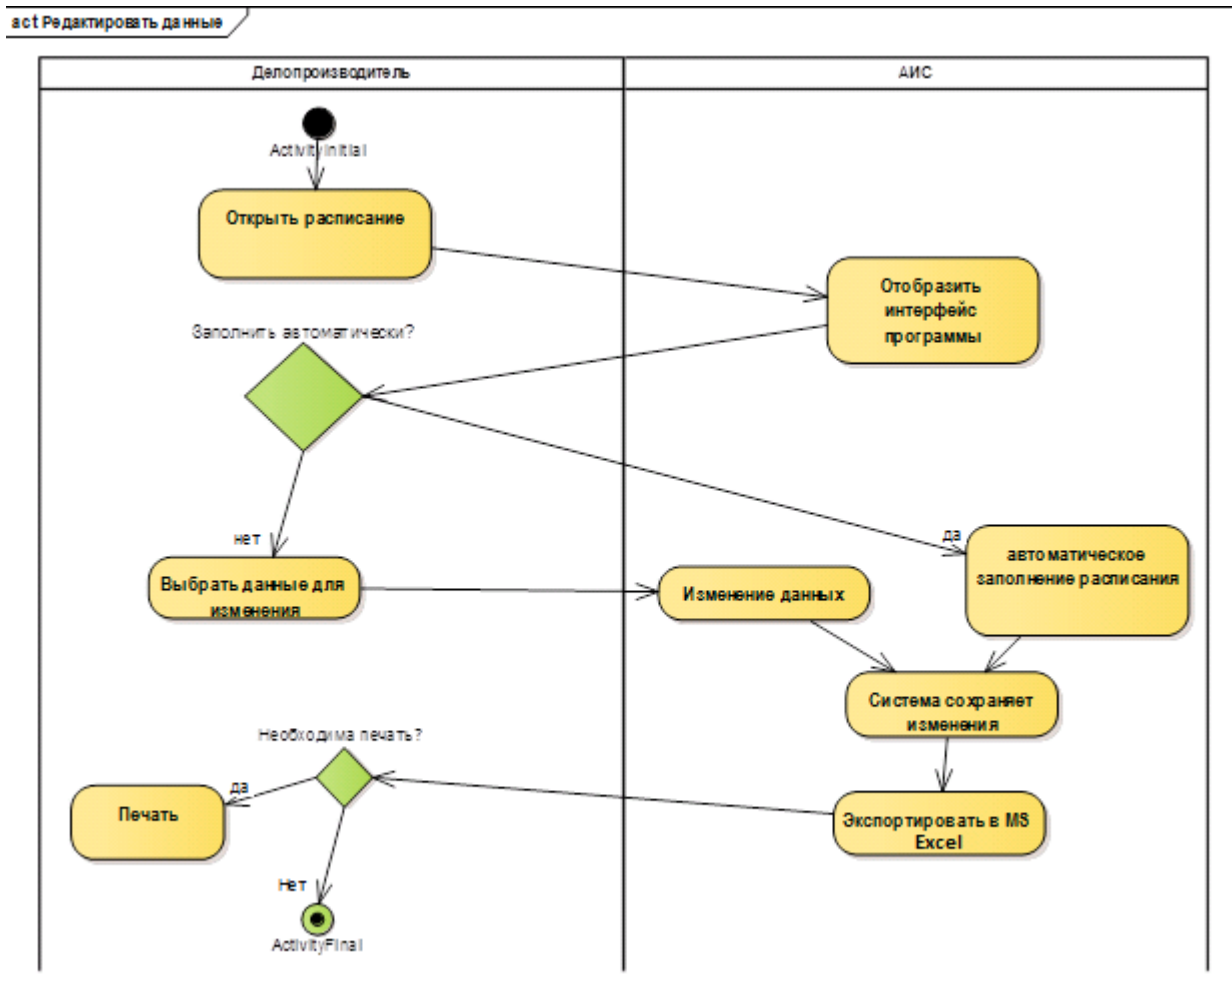 act Редактировать данные
Делопроизводитель
АИС
ActivityInitial
Открыть расписание
Отобразить
интерфейс
программы
Заполнить автоматически?
да
нет
автоматическое
заполнение расписания
Выбрать данные для
изменения
Изменение данных
Система сохраняет
изменения
Необходима печать?
да
Печать
Экспортировать в MS
Excel
Нет
ActivityFinal